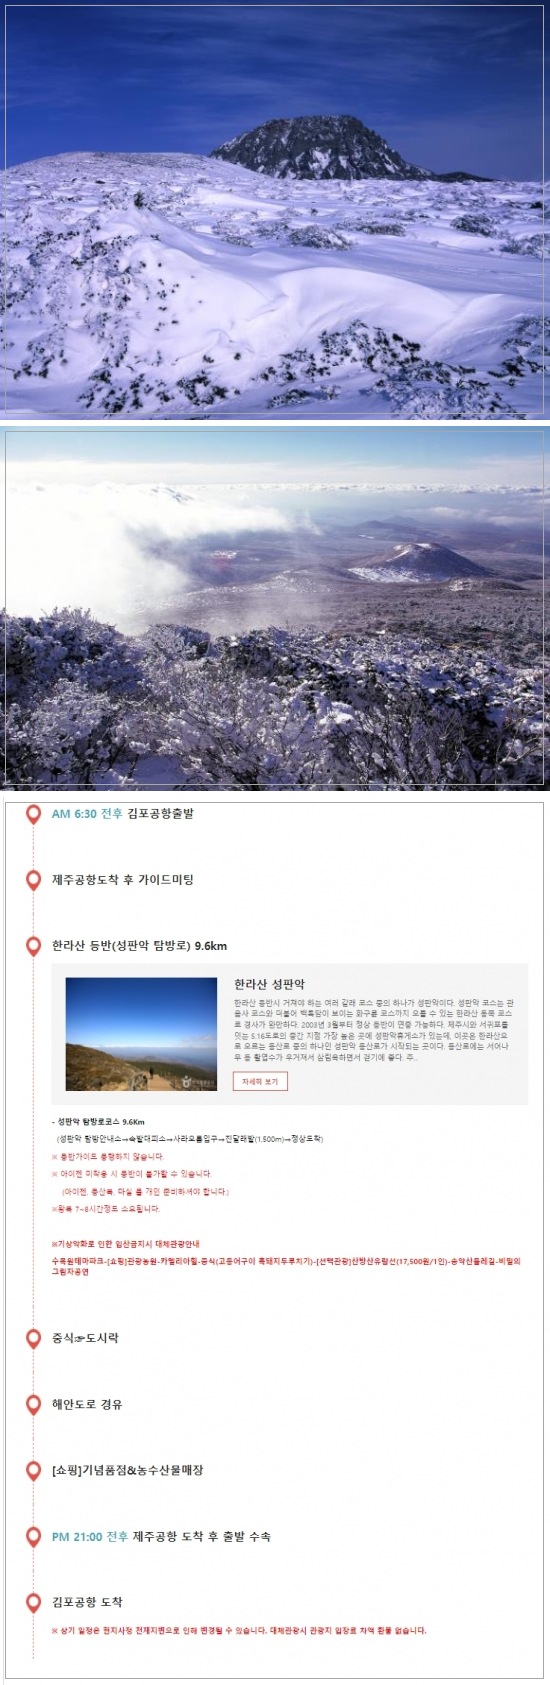 AM 6:30 전후 김포공항출발
제주공항도착 후 가이드미팅
한라산 등반(성판악 탐방로) 9.6km
한라산 성판악
한라산 등반시 거쳐야 하는 여러 갈래 코스 중의 하나가 성판악이다. 성판악 코스는 관
음사 코스와 더불어 백록담이 보이는 화구륜 코스까지 오를 수 있는 한라산 동쪽 코스
로 경사가 완만하다. 2003년 3월부터 정상 등반이 연중 가능하다. 제주시와 서귀포를
잇는 5.16도로의 중간 지점 가장 높은 곳에 성판악휴게소가 있는데, 이곳은 한라산으
로 오르는 등산로 중의 하나인 성판악 등산로가 시작되는 곳이다. 등산로에는 서어나
무 등 활엽수가 우거져서 삼림욕하면서 걷기에 좋다. 주..
자세히 보기
- 성판악 탐방로코스 9.6Km
(성판악 탐방안내소→속밭대피소→사라오름입구→진달래밭(1,500m)→정상도착)
※ 등반가이드 동행하지 않습니다.
※ 아이젠 미착용 시 등반이 불가할 수 있습니다.
(아이젠, 등산복, 마실 물 개인 준비하셔야 합니다.)
※왕복 7~8시간정도 소요됩니다.
※기상악화로 인한 입산금지시 대체관광안내
수목원테마파크-[쇼핑]관광농원-카멜리아힐-중식(고등어구이 흑돼지두루치기)-[선택관광]산방산유람선(17,500원/1인)-송악산둘레길-비밀의
그림자공연
중식☞도시락
해안도로 경유
[쇼핑]기념품점&농수산물매장
PM 21:00 전후 제주공항 도착 후 출발 수속
김포공항 도착
※ 상기 일정은 현지사정 천재지변으로 인해 변경될 수 있습니다. 대체관광시 관광지 입장료 차액 환불 없습니다.